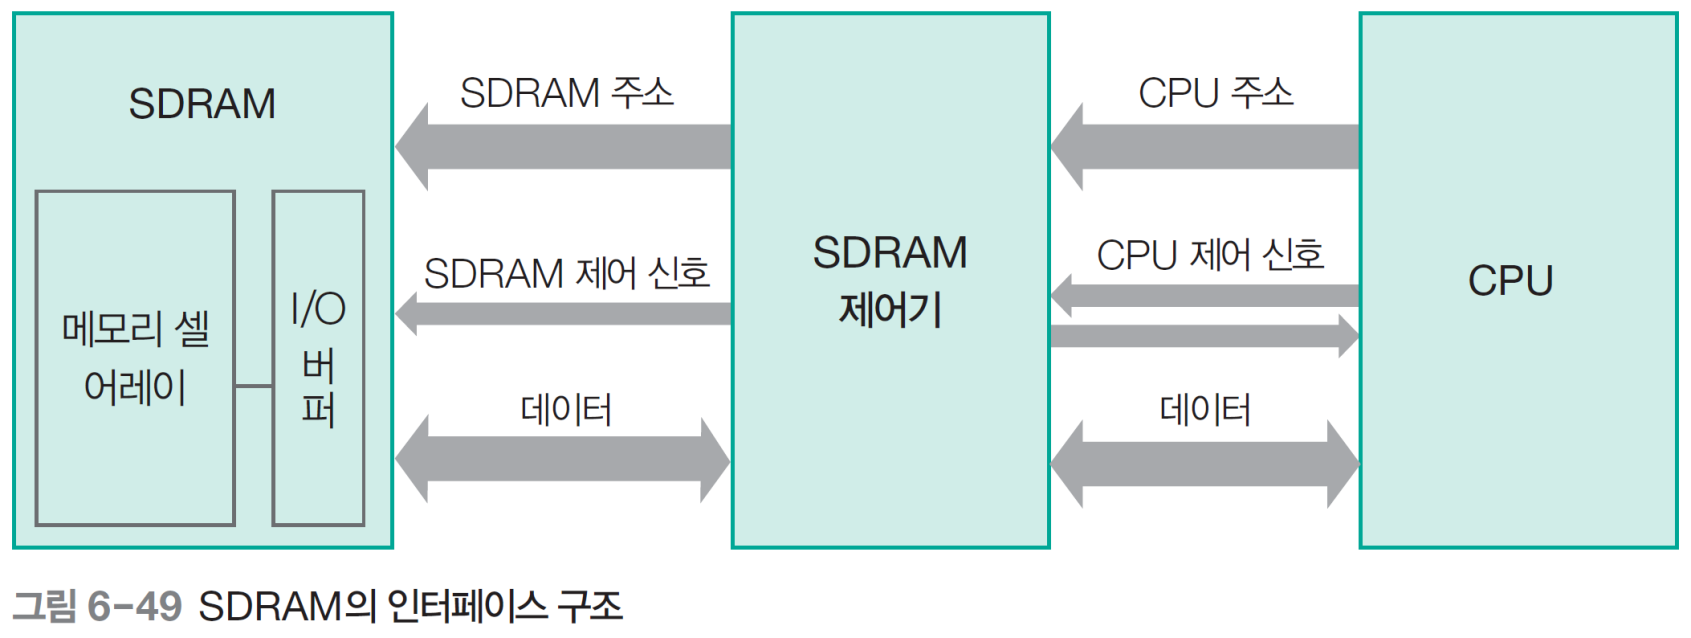 SDRAM
메모리 셀
어레이
I/O
버
퍼
SDRAM 주소
SDRAM 제어 신호
데이터
SDRAM
제어기
CPU 주소
CPU 제어 신호
데이터
CPU
그림 6-49 SDRAM의 인터페이스 구조